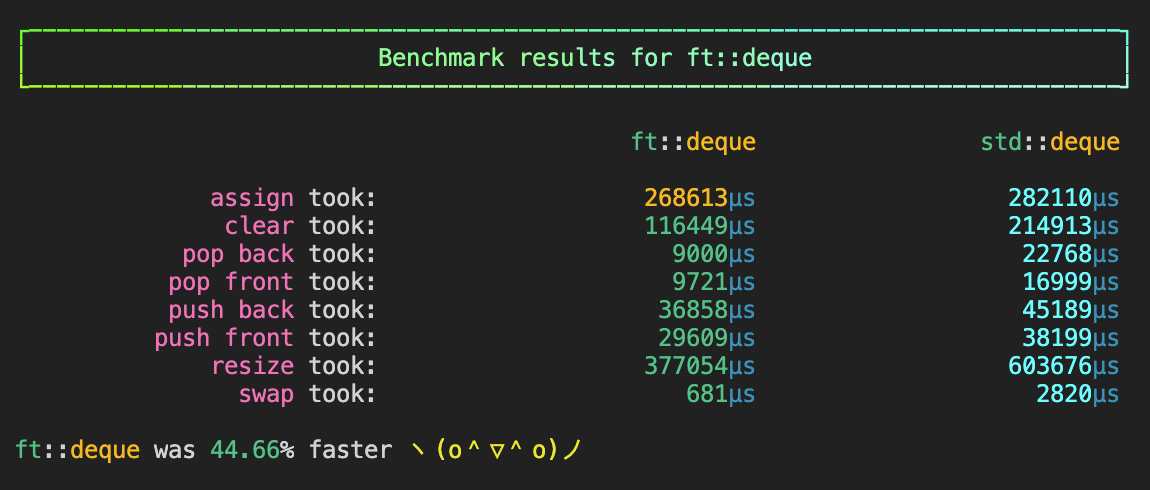 Benchmark results for ft::deque
ft::deque std::deque
assign took: 268613µs 282110µs
clear took: 116449µs 214913µs
pop back took: 9000µs 22768µs
pop front took: 9721µs 16999µs
push back took: 36858µs 45189µs
push front took: 29609µs 38199µs
resize took: 377054µs 603676µs
swap took: 681µs 2820µs
ft::deque was 44.66% faster ヽ(o＾▽＾o)ノ